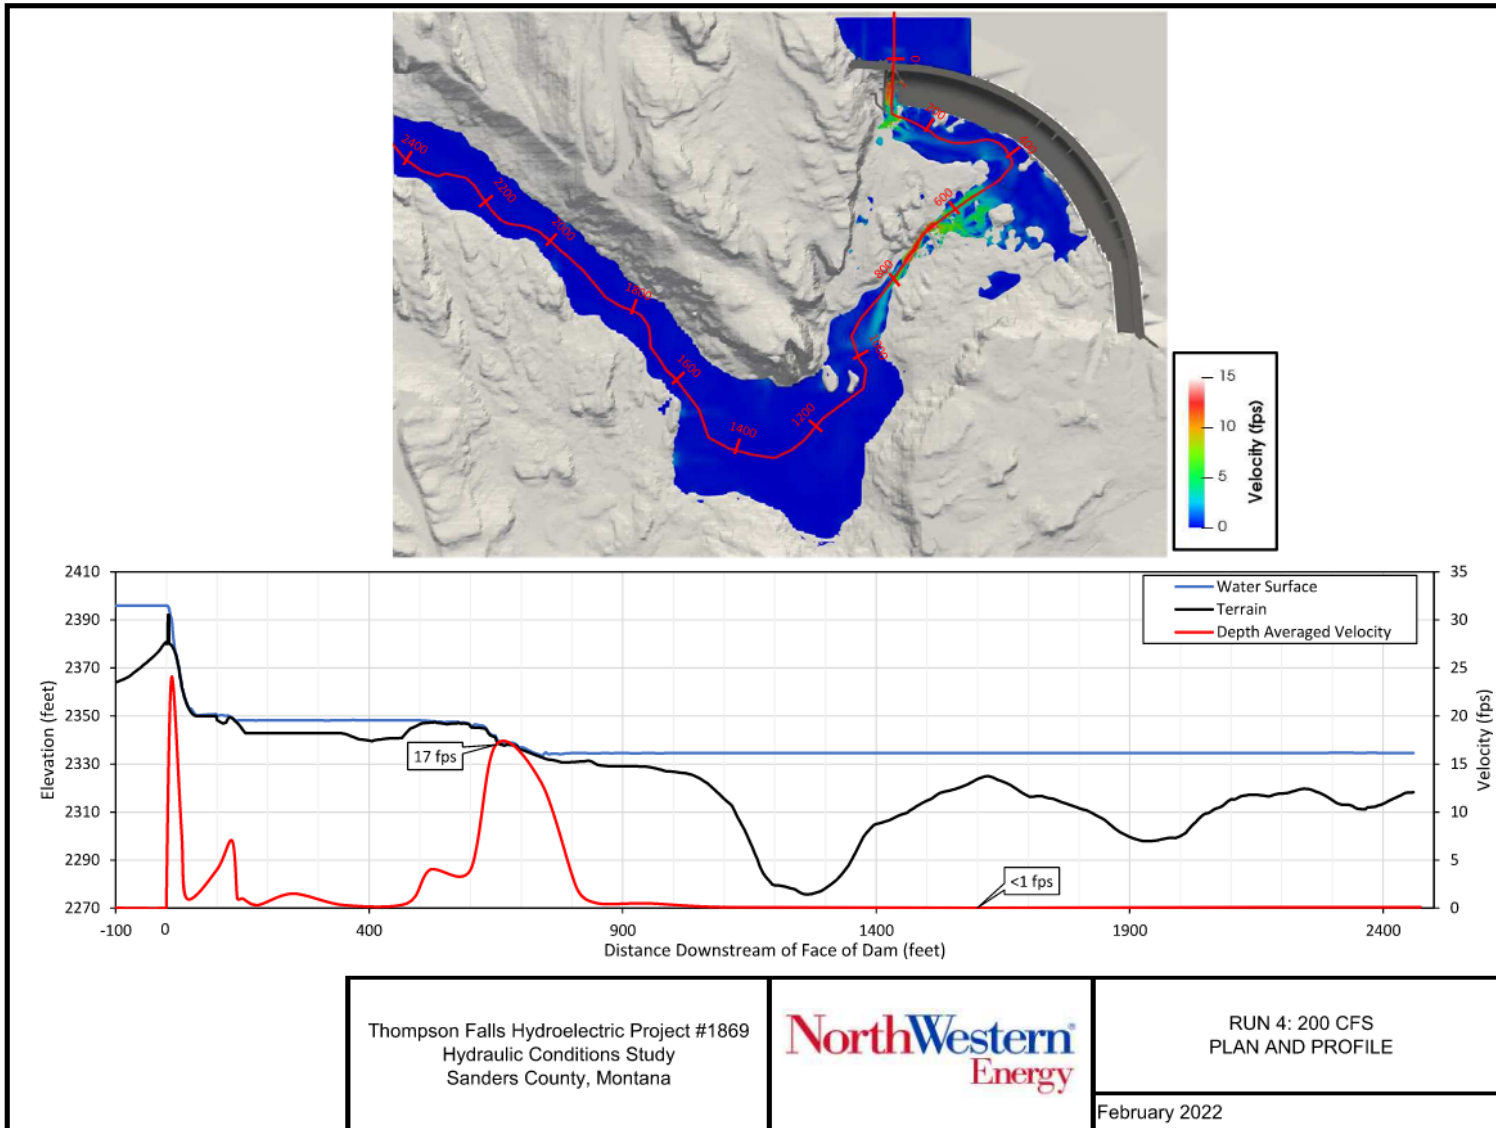 0
200
400
600
800
1000
1200
1400
1600
1800
2000
2200
2400
15
10
5
0
Velocity (fps)
2410
2390
2370
2350
2330
2310
2290
2270
Elevation (feet)
35
30
25
20
15
10
5
0
Velocity (fps)
Water Surface
Terrain
Depth Averaged Velocity
17 fps
<1 fps
-100 0 400 900 1400 1900 2400
Distance Downstream of Face of Dam (feet)
Thompson Falls Hydroelectric Project #1869
Hydraulic Conditions Study
Sanders County, Montana
NorthWestern®
Energy
RUN 4: 200 CFS
PLAN AND PROFILE
February 2022